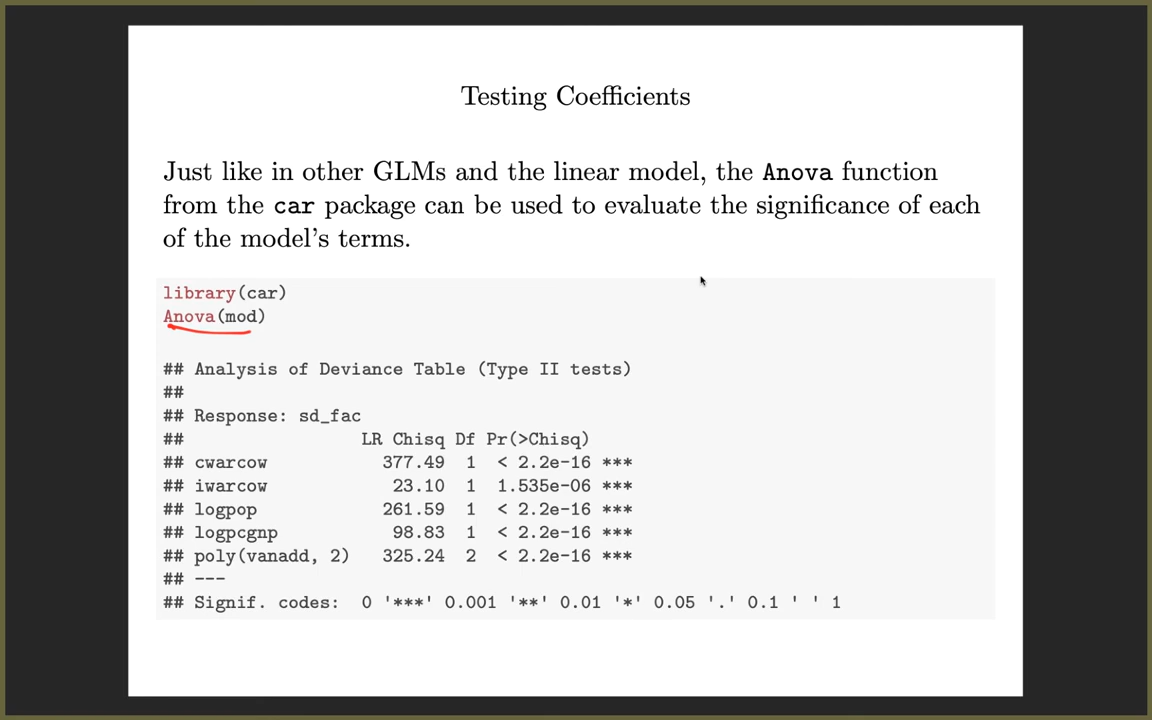 Testing Coefficients
Just like in other GLMs and the linear model, the Anova function
from the car package can be used to evaluate the significance of each
of the model's terms.
library(car)
Anova(mod)
## Analysis of Deviance Table (Type II tests)
##
## Response: sd_fac
##                   LR Chisq Df Pr(>Chisq)
## cwarcow             377.49  1  < 2.2e-16 ***
## iwarcow              23.10  1  1.535e-06 ***
## logpop              261.59  1  < 2.2e-16 ***
## logpcgnp             98.83  1  < 2.2e-16 ***
## poly(vanadd, 2)   325.24  2  < 2.2e-16 ***
## ---
## Signif. codes:  0 '***' 0.001 '**' 0.01 '*' 0.05 '.' 0.1 ' ' 1